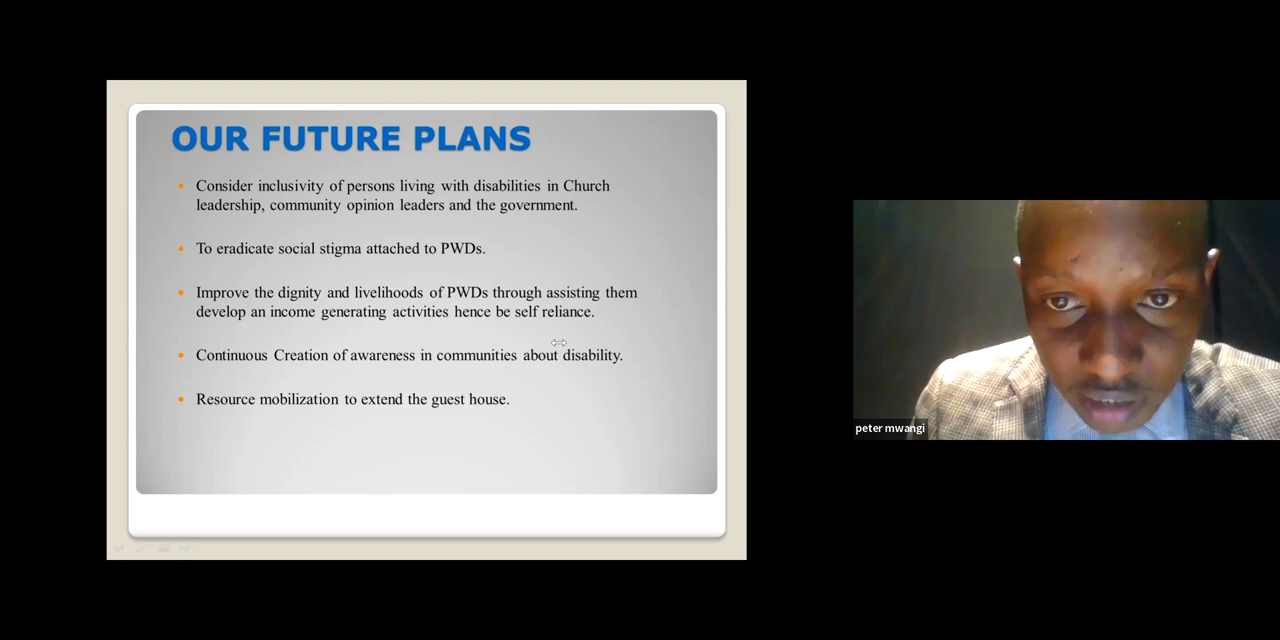 OUR FUTURE PLANS
Consider inclusivity of persons living with disabilities in Church
leadership, community opinion leaders and the government.
To eradicate social stigma attached to PWDs.
Improve the dignity and livelihoods of PWDs through assisting them
develop an income generating activities hence be self reliance.
Continuous Creation of awareness in communities about disability.
Resource mobilization to extend the guest house.
peter mwangi